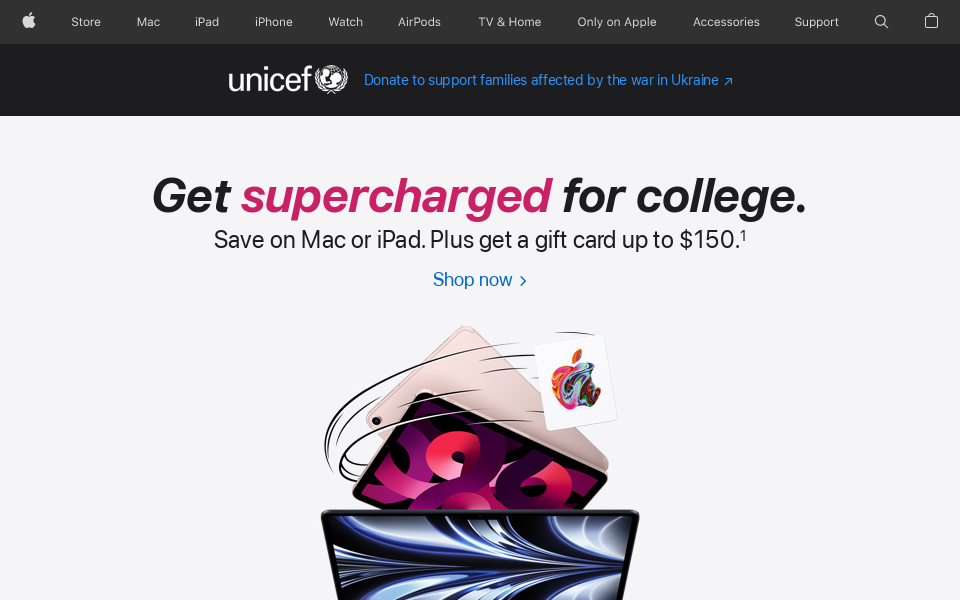 Store Mac iPad iPhone Watch AirPods TV & Home Only on Apple Accessories Support
unicef Donate to support families affected by the war in Ukraine ↗
Get supercharged for college.
Save on Mac or iPad. Plus get a gift card up to $150.¹
Shop now >